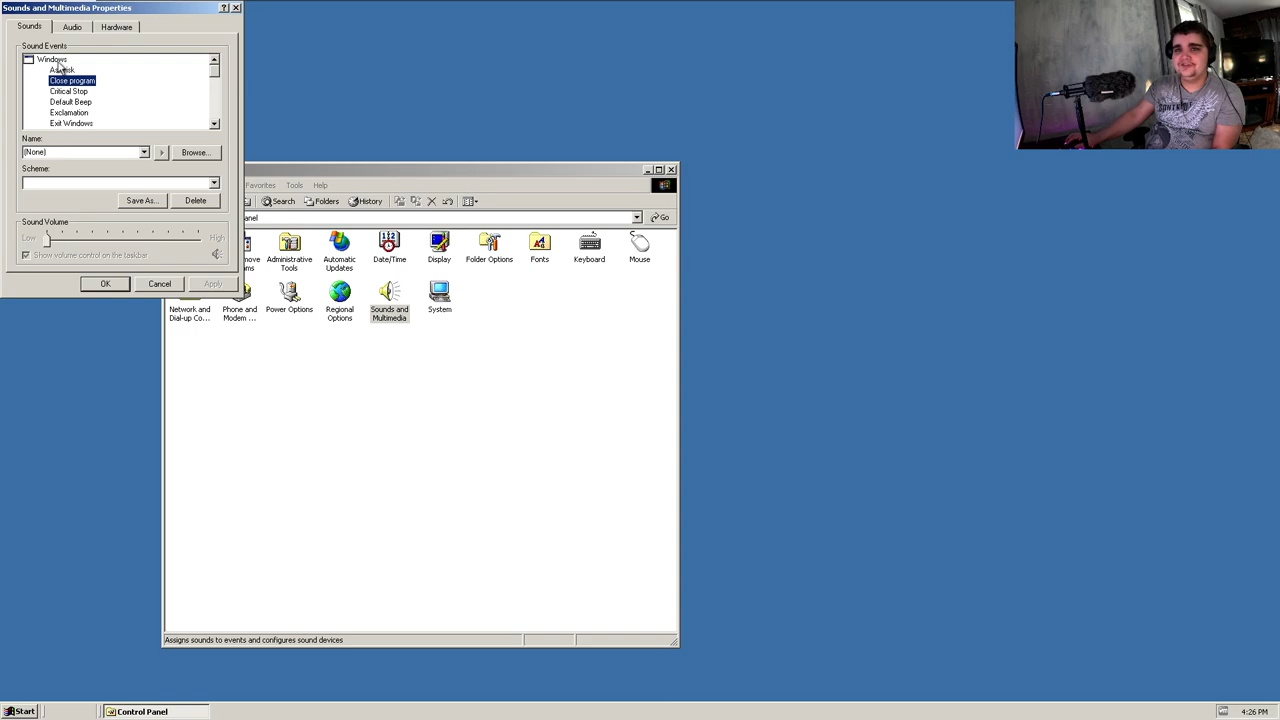 Sounds and Multimedia Properties
Sounds
Audio
Hardware
Sound Events
Windows
Asterisk
Close program
Critical Stop
Default Beep
Exclamation
Exit Windows
Name:
(None)
Browse...
Scheme:
Save As...
Delete
Sound Volume
Low
High
Show volume control on the taskbar
OK
Cancel
Apply
Favorites
Tools
Help
Search
Folders
History
anel
Go
move
ams
Administrative
Tools
Automatic
Updates
Date/Time
Display
Folder Options
Fonts
Keyboard
Mouse
Network and
Dial-up Co...
Phone and
Modem ...
Power Options
Regional
Options
Sounds and
Multimedia
System
Assigns sounds to events and configures sound devices
Start
Control Panel
4:26 PM